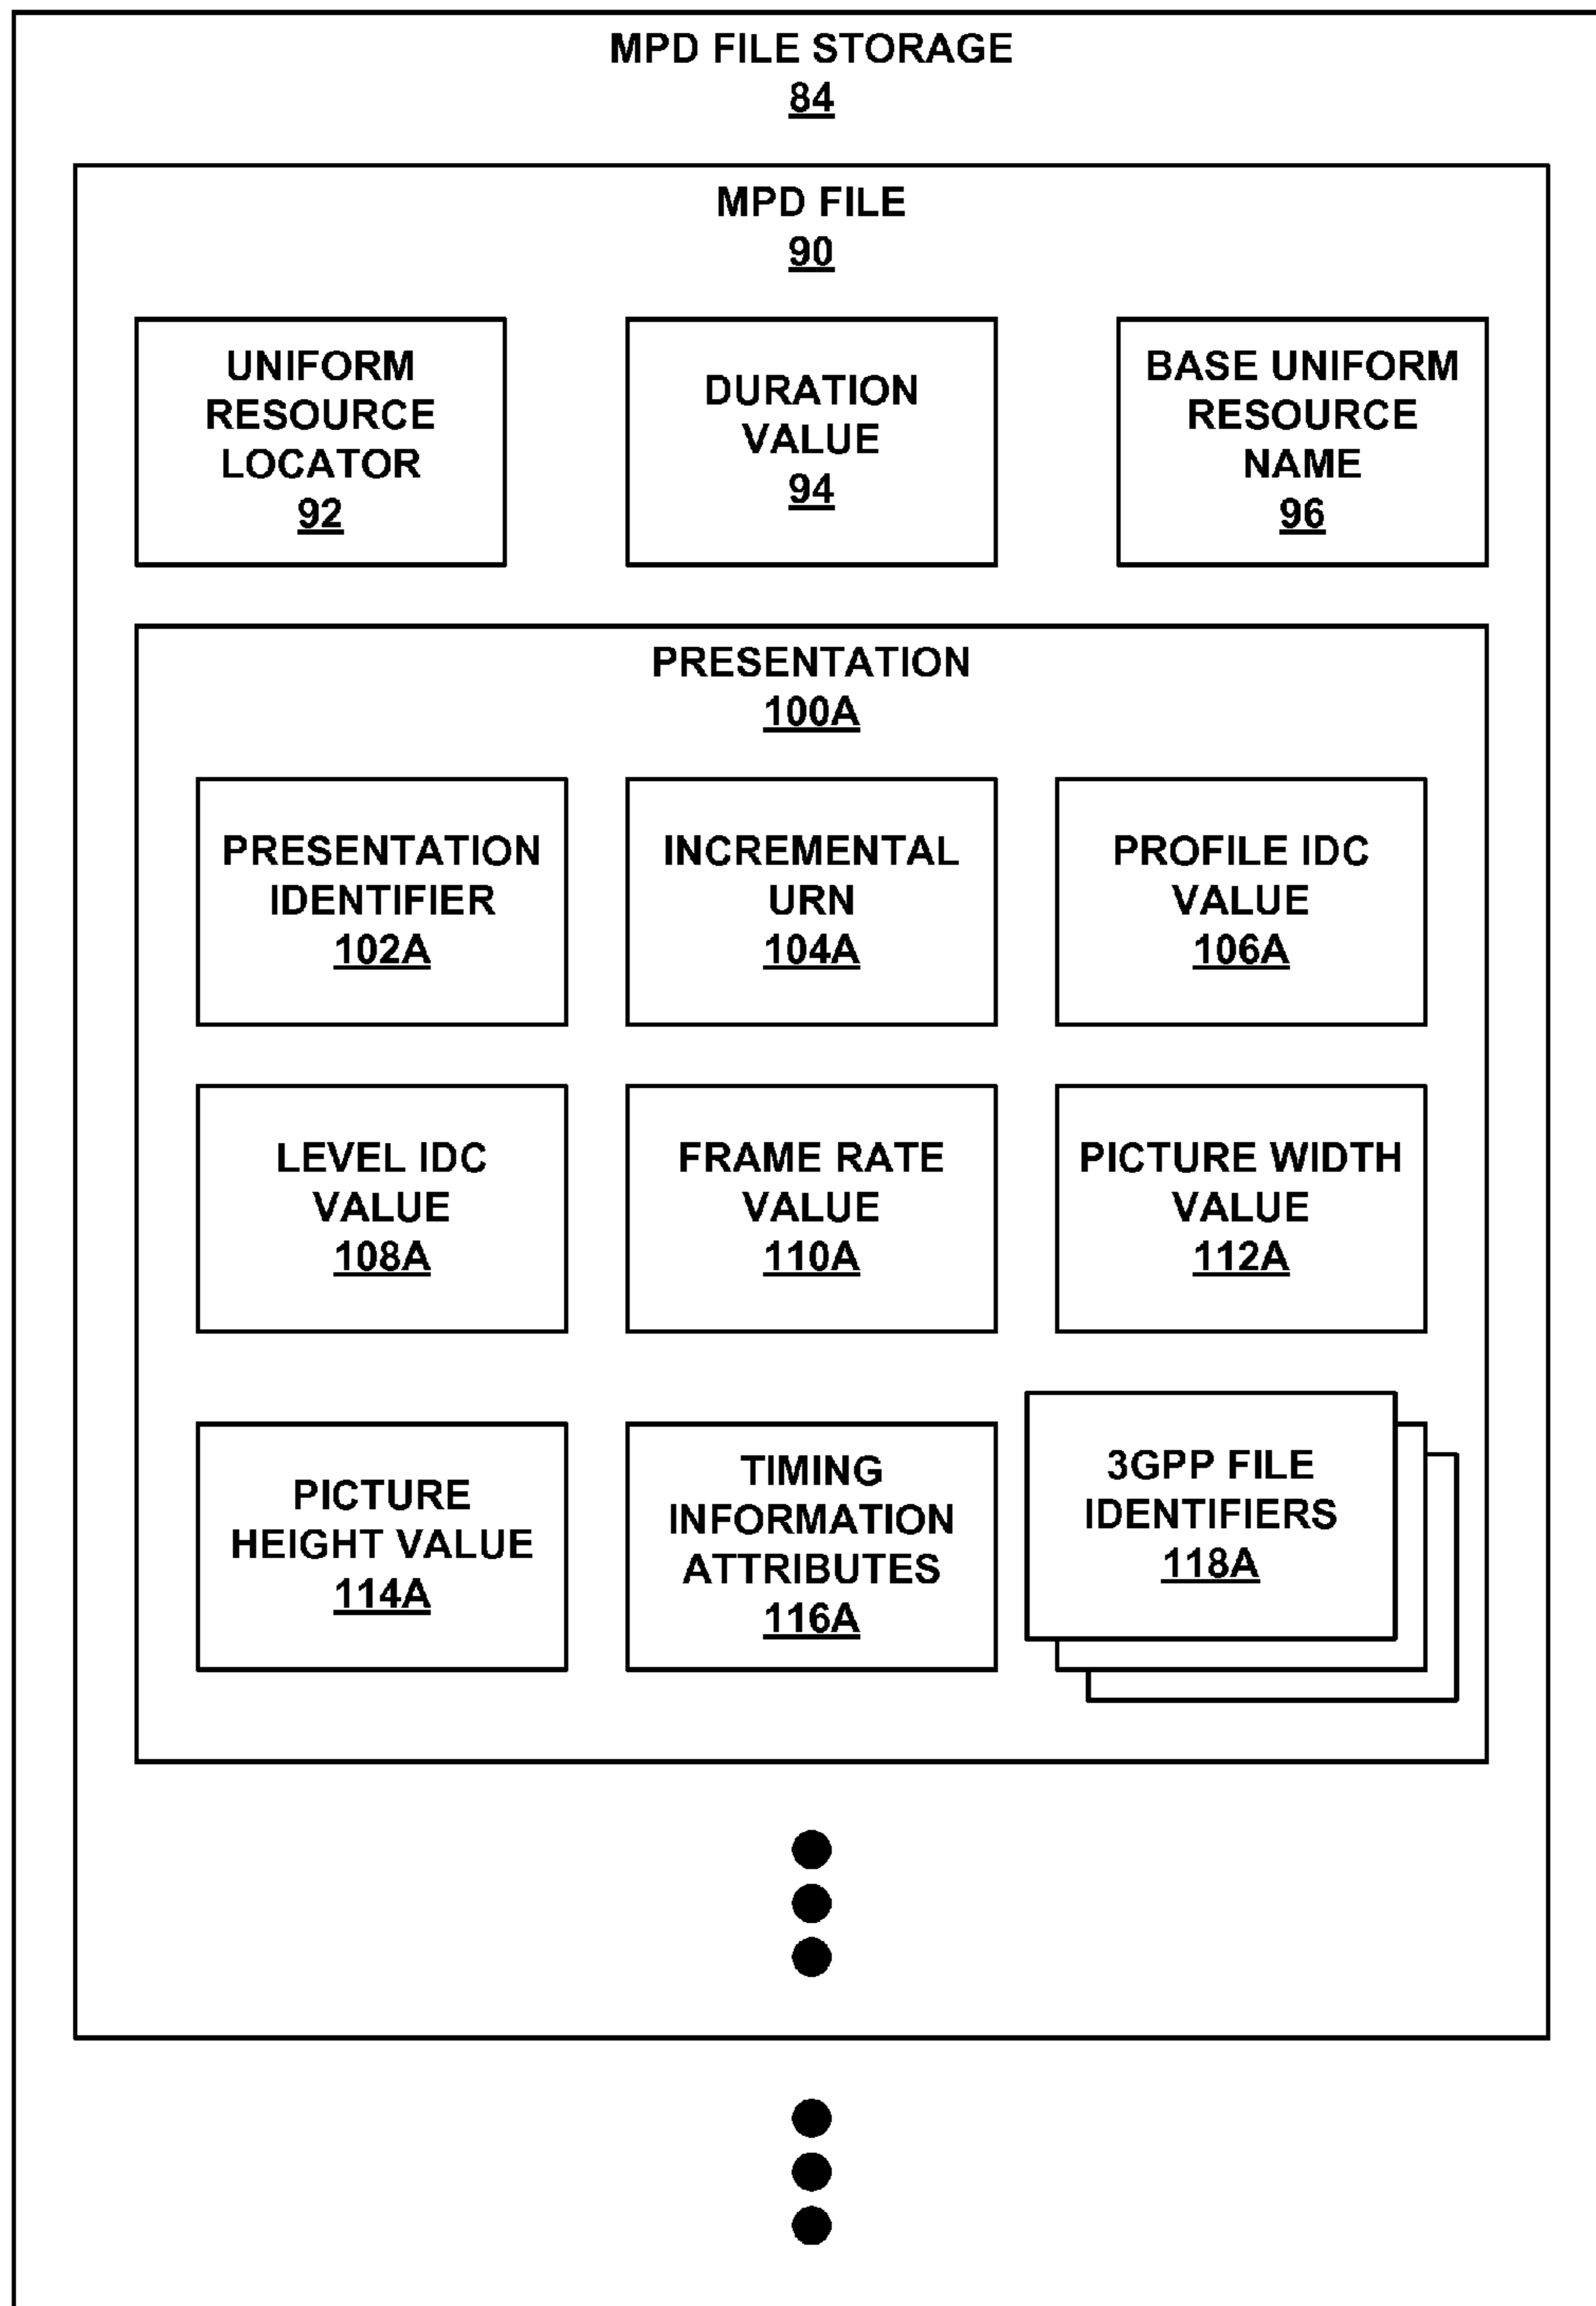 MPD FILE STORAGE
84
MPD FILE
90
UNIFORM
RESOURCE
LOCATOR
92
DURATION
VALUE
94
BASE UNIFORM
RESOURCE
NAME
96
PRESENTATION
100A
PRESENTATION
IDENTIFIER
102A
INCREMENTAL
URN
104A
PROFILE IDC
VALUE
106A
LEVEL IDC
VALUE
108A
FRAME RATE
VALUE
110A
PICTURE WIDTH
VALUE
112A
PICTURE
HEIGHT VALUE
114A
TIMING
INFORMATION
ATTRIBUTES
116A
3GPP FILE
IDENTIFIERS
118A